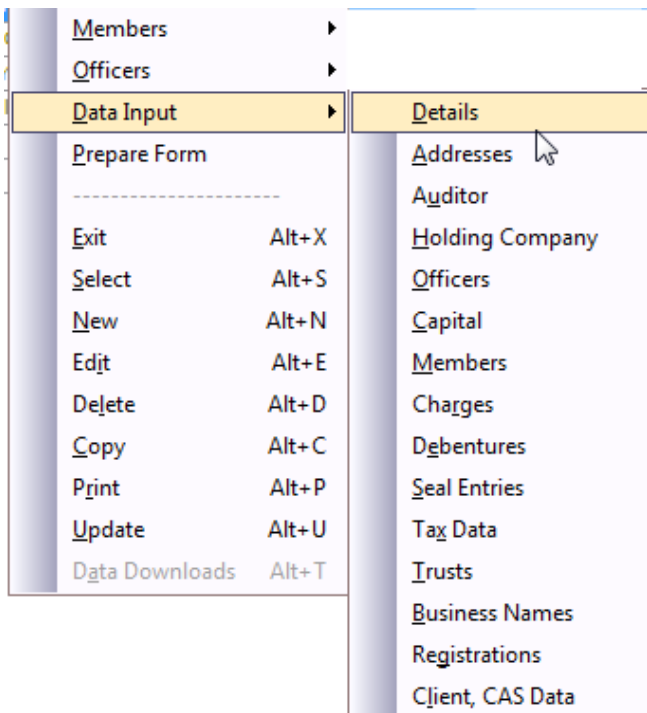 Members
Officers
Data Input
Prepare Form
----------------------
Exit Alt+X
Select Alt+S
New Alt+N
Edit Alt+E
Delete Alt+D
Copy Alt+C
Print Alt+P
Update Alt+U
Data Downloads Alt+T
Details
Addresses
Auditor
Holding Company
Officers
Capital
Members
Charges
Debentures
Seal Entries
Tax Data
Trusts
Business Names
Registrations
Client, CAS Data